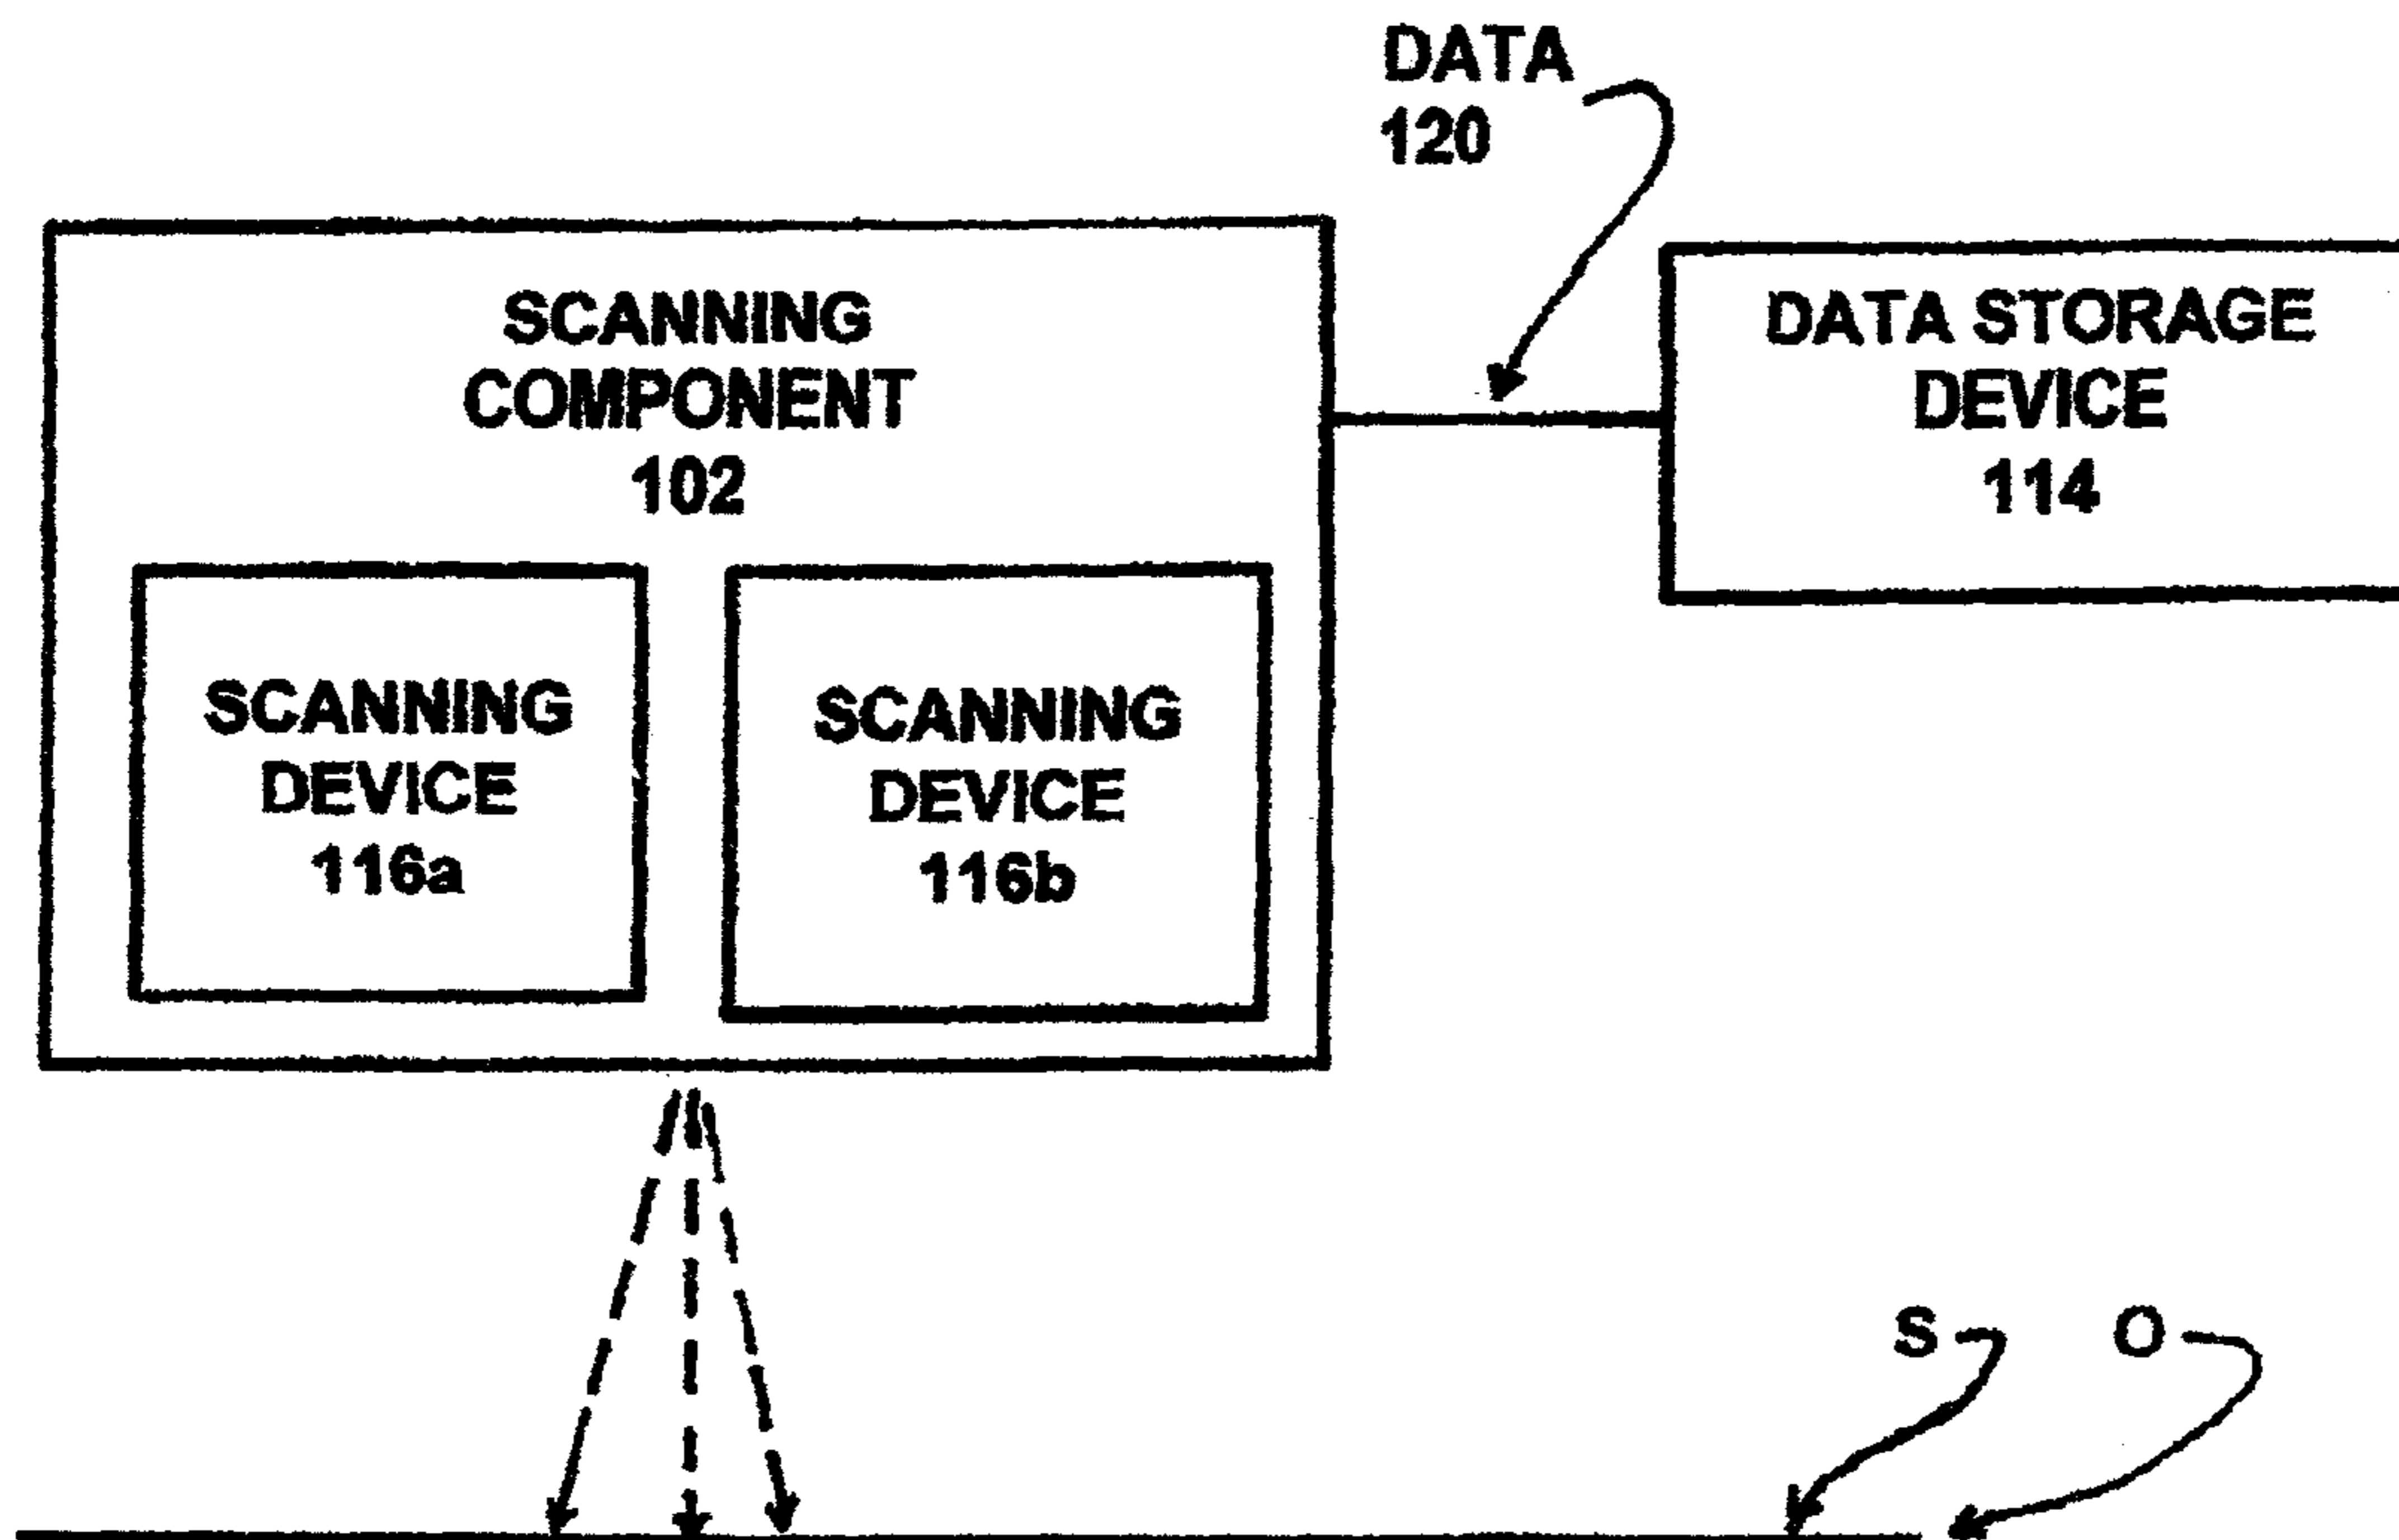 DATA
120
SCANNING
COMPONENT
102
DATA STORAGE
DEVICE
114
SCANNING
DEVICE
116a
SCANNING
DEVICE
116b
S
O